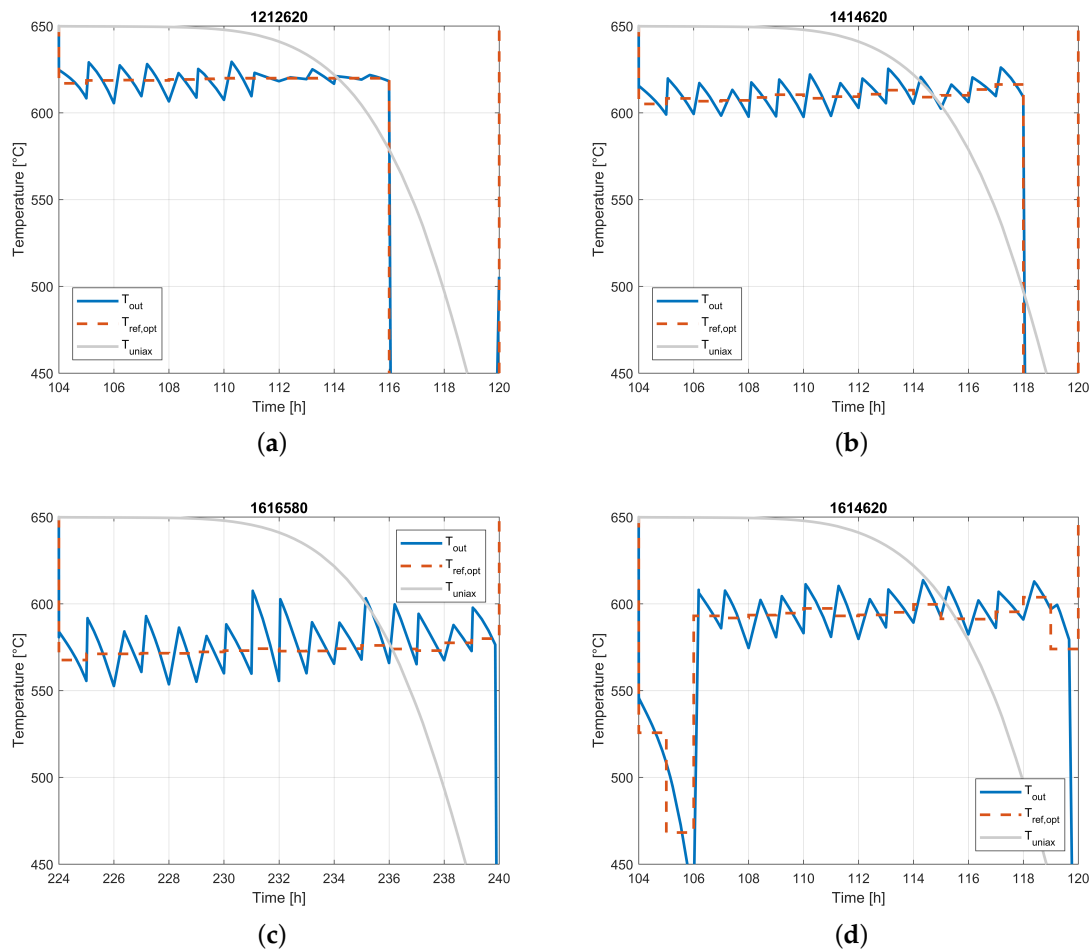 1212620
650
600
550
500
450
Temperature [°C]
T_out
T_ref,opt
T_uniax
104 106 108 110 112 114 116 118 120
Time [h]
(a)
1414620
650
600
550
500
450
Temperature [°C]
T_out
T_ref,opt
T_uniax
104 106 108 110 112 114 116 118 120
Time [h]
(b)
1616580
650
600
550
500
450
Temperature [°C]
T_out
T_ref,opt
T_uniax
224 226 228 230 232 234 236 238 240
Time [h]
(c)
1614620
650
600
550
500
450
Temperature [°C]
T_out
T_ref,opt
T_uniax
104 106 108 110 112 114 116 118 120
Time [h]
(d)